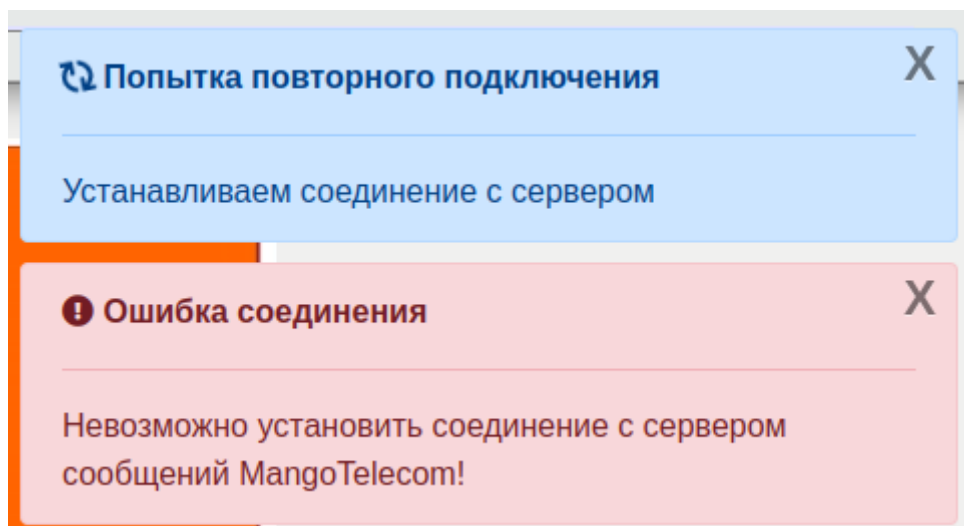 Попытка повторного подключения
X
Устанавливаем соединение с сервером
Ошибка соединения
X
Невозможно установить соединение с сервером
сообщений MangoTelecom!